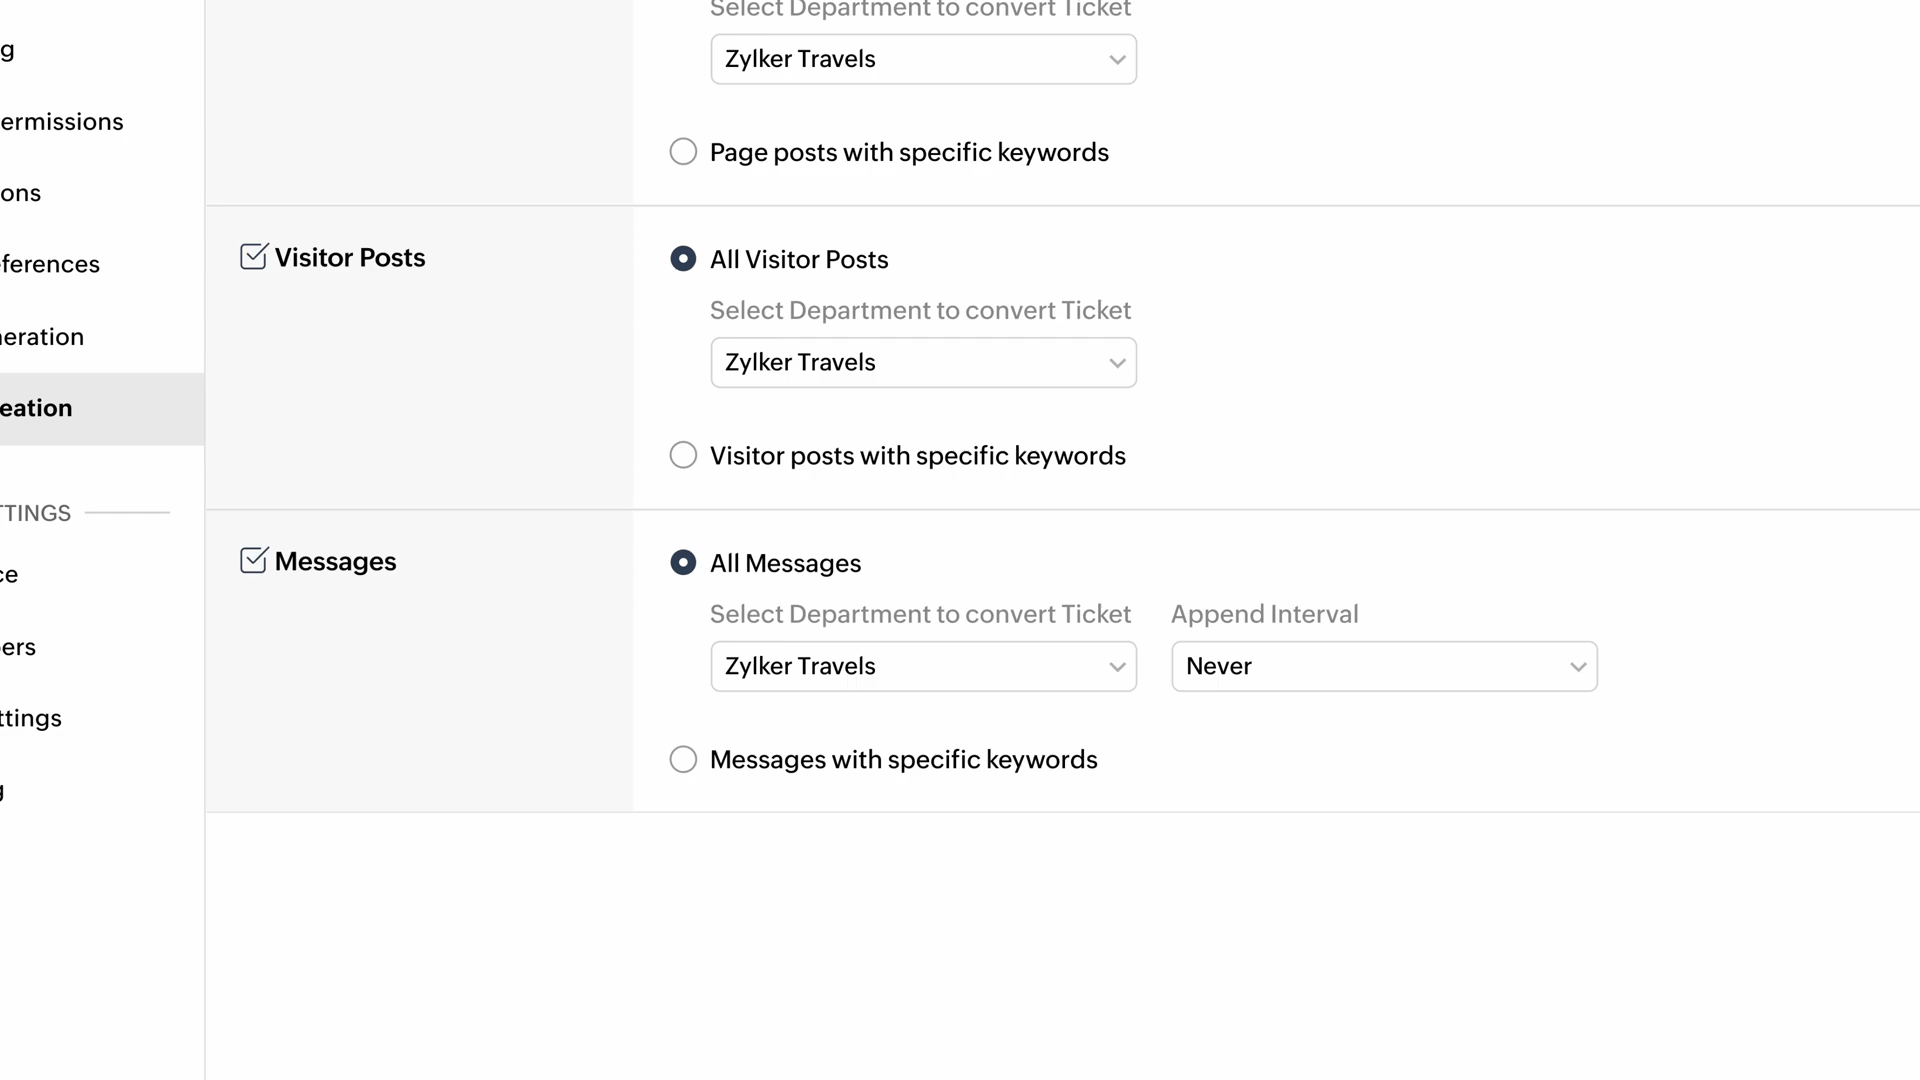 Select Department to convert Ticket
Zylker Travels
Page posts with specific keywords
g
ermissions
ons
ferences
eration
eation
TTINGS
ce
ers
ttings
g
Visitor Posts
All Visitor Posts
Select Department to convert Ticket
Zylker Travels
Visitor posts with specific keywords
Messages
All Messages
Select Department to convert Ticket
Append Interval
Zylker Travels
Never
Messages with specific keywords